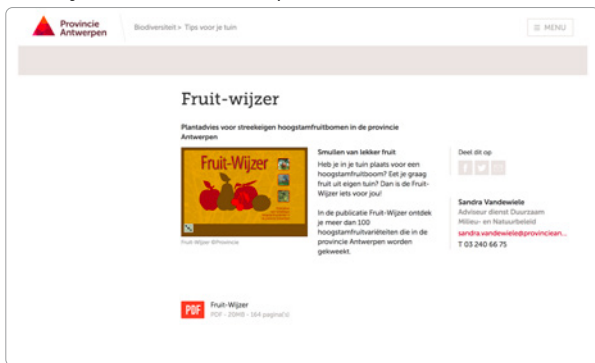 Provincie
Antwerpen
Biodiversiteit > Tips voor je tuin
≡ MENU
Fruit-wijzer
Plantadvies voor streekeigen hoogstamfruitbomen in de provincie
Antwerpen
Fruit-Wijzer
Fruit-Wijzer @Provincie
Smullen van lekker fruit
Heb je in je tuin plaats voor een
hoogstamfruitboom? Eet je graag
fruit uit eigen tuin? Dan is de Fruit-
Wijzer iets voor jou!
In de publicatie Fruit-Wijzer ontdek
je meer dan 100
hoogstamfruitvariëteiten die in de
provincie Antwerpen worden
gekweekt.
Deel dit op
Sandra Vandewiele
Adviseur dienst Duurzaam
Milieu- en Natuurbeleid
sandra.vandewiele@provinciean...
T 03 240 66 75
PDF
Fruit-Wijzer
PDF - 20MB - 164 pagina('s)